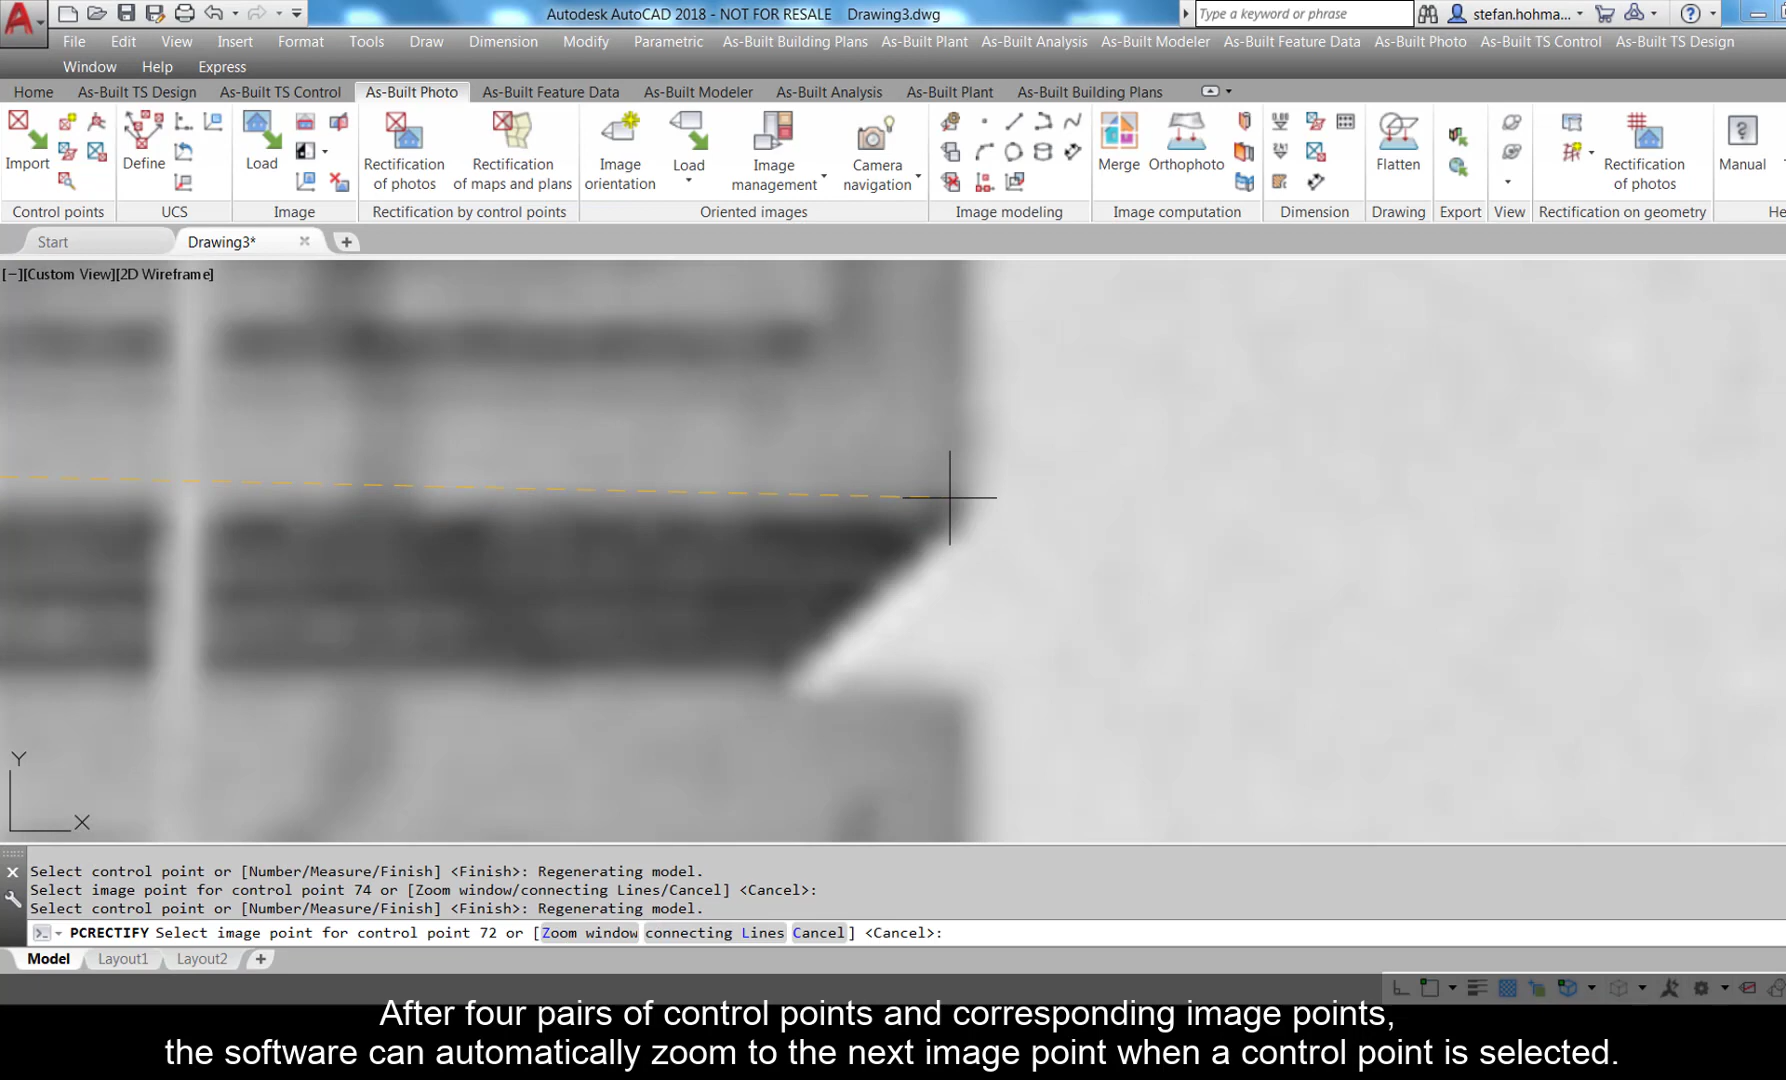 Autodesk AutoCAD 2018 - NOT FOR RESALE Drawing3.dwg
Type a keyword or phrase
stefan.hohma...
File Edit View Insert Format Tools Draw Dimension Modify Parametric As-Built Building Plans As-Built Plant As-Built Analysis As-Built Modeler As-Built Feature Data As-Built Photo As-Built TS Control As-Built TS Design
Window Help Express
Home As-Built TS Design As-Built TS Control As-Built Photo As-Built Feature Data As-Built Modeler As-Built Analysis As-Built Plant As-Built Building Plans
Import Define Load Rectification of photos Rectification of maps and plans Image orientation Load Image management Camera navigation Merge Orthophoto Flatten Rectification of photos Manual
Control points UCS Image Rectification by control points Oriented images Image modeling Image computation Dimension Drawing Export View Rectification on geometry He
Start Drawing3*
[−][Custom View][2D Wireframe]
Y
X
Select control point or [Number/Measure/Finish] <Finish>: Regenerating model.
Select image point for control point 74 or [Zoom window/connecting Lines/Cancel] <Cancel>:
Select control point or [Number/Measure/Finish] <Finish>: Regenerating model.
PCRECTIFY Select image point for control point 72 or [Zoom window connecting Lines Cancel] <Cancel>:
Model Layout1 Layout2
After four pairs of control points and corresponding image points,
the software can automatically zoom to the next image point when a control point is selected.